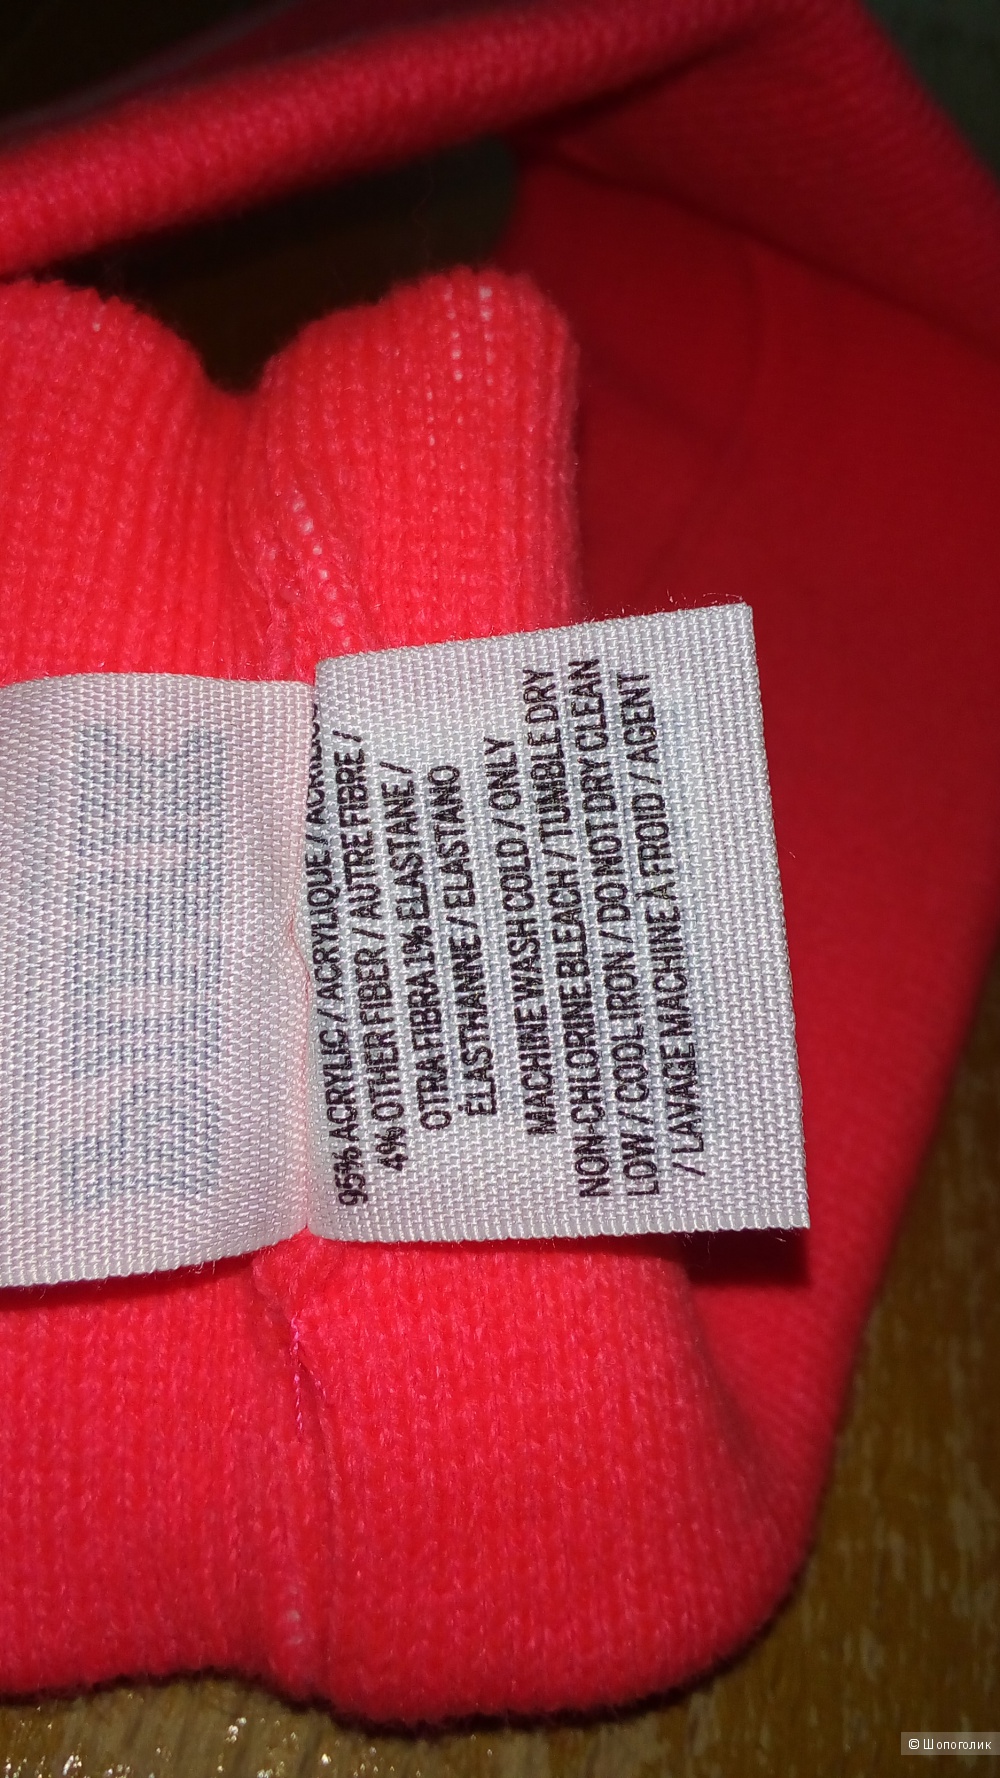 95% ACRYLIC / ACRYLIQUE /
4% OTHER FIBER / AUTRE FIBRE /
OTRA FIBRA 1% ELASTANE /
ÉLASTHANNE / ELASTANO
MACHINE WASH COLD / ONLY
NON-CHLORINE BLEACH / TUMBLE DRY
LOW / COOL IRON / DO NOT DRY CLEAN
/ LAVAGE MACHINE À FROID / AGENT
© Шопоголик